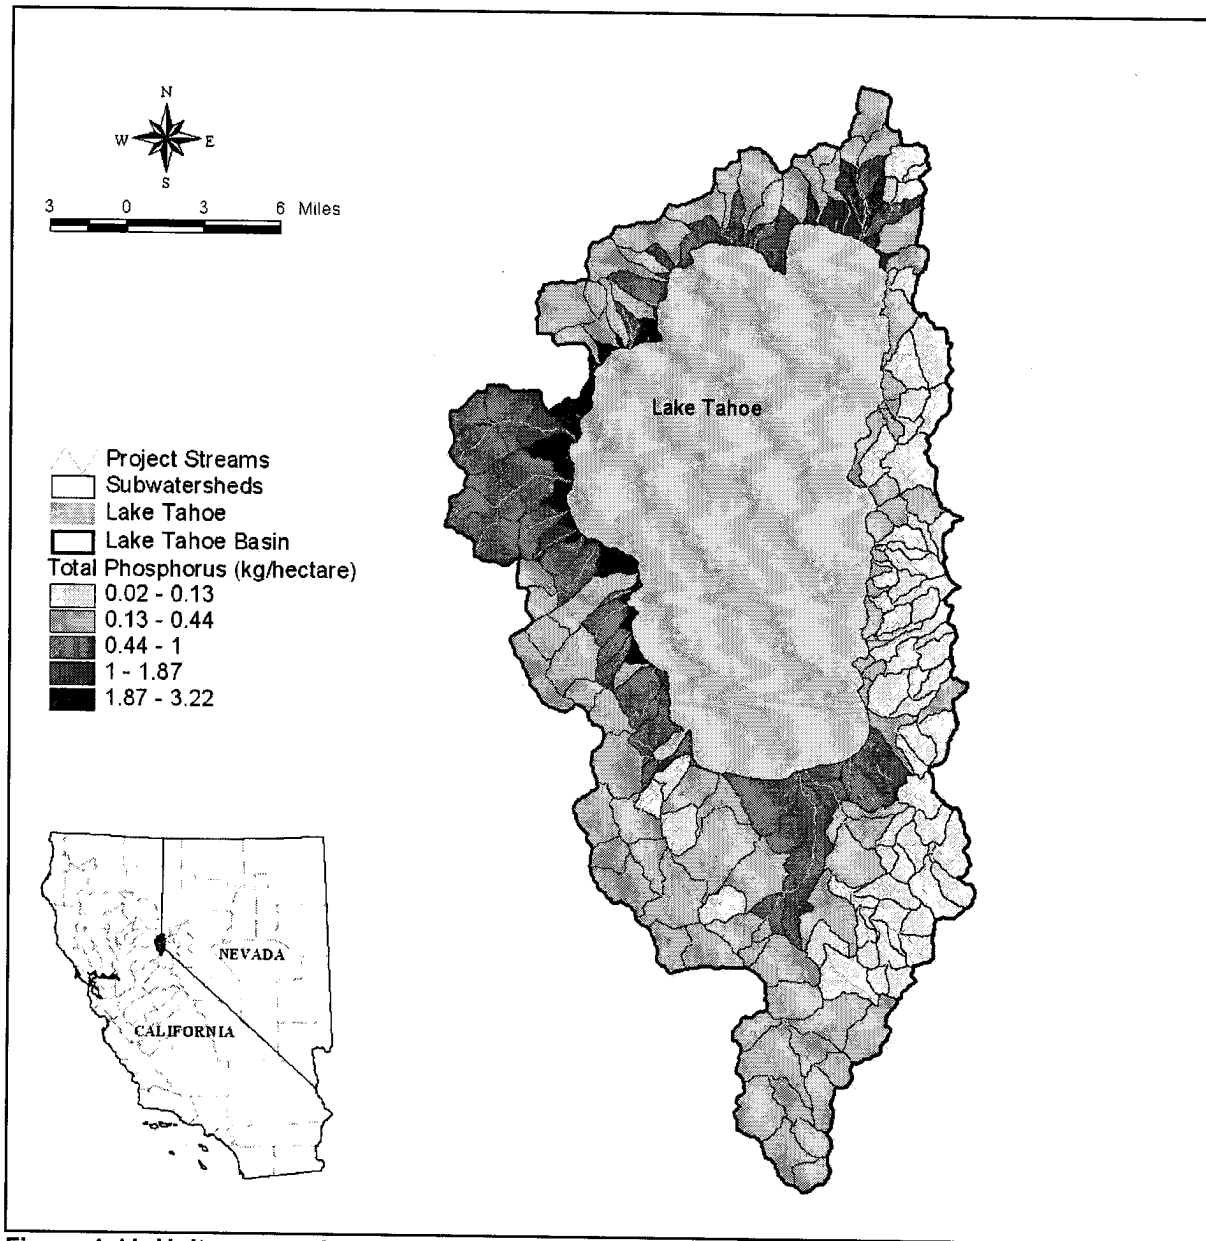 N
W E
S
3 0 3 6 Miles
Lake Tahoe
Project Streams
Subwatersheds
Lake Tahoe
Lake Tahoe Basin
Total Phosphorus (kg/hectare)
0.02 - 0.13
0.13 - 0.44
0.44 - 1
1 - 1.87
1.87 - 3.22
NEVADA
CALIFORNIA